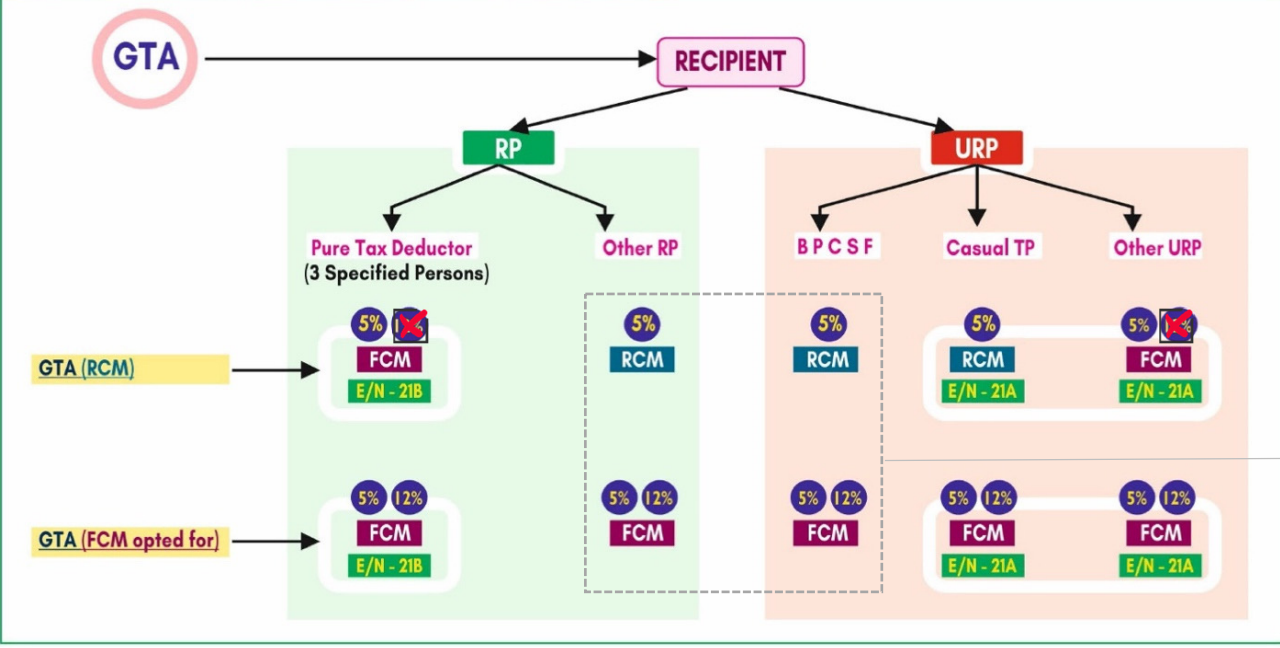 GTA
RECIPIENT
RP
URP
Pure Tax Deductor
(3 Specified Persons)
Other RP
B P C S F
Casual TP
Other URP
GTA (RCM)
5%
FCM
E/N - 21B
5%
RCM
5%
RCM
5%
RCM
E/N - 21A
5%
FCM
E/N - 21A
GTA (FCM opted for)
5% 12%
FCM
E/N - 21B
5% 12%
FCM
5% 12%
FCM
5% 12%
FCM
E/N - 21A
5% 12%
FCM
E/N - 21A